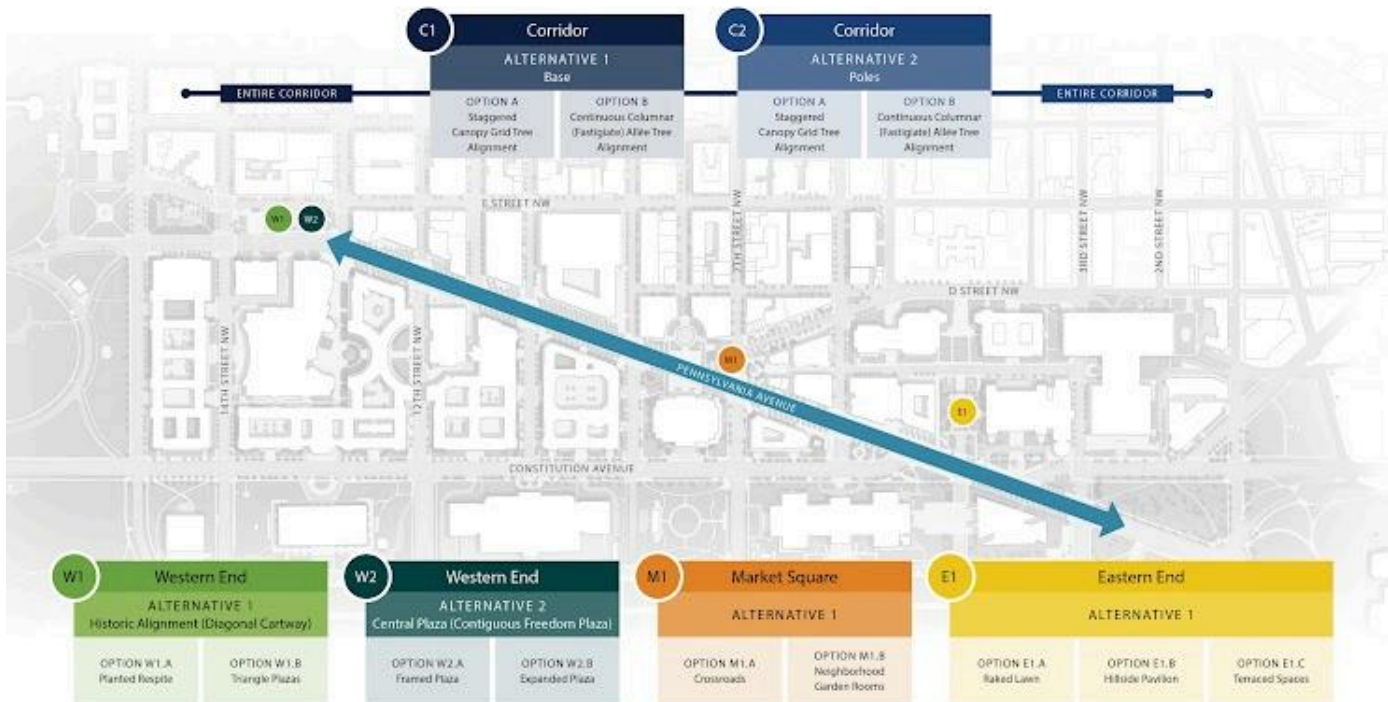 C1
Corridor
ALTERNATIVE 1
Base
OPTION A
Staggered
Canopy Grid Tree
Alignment
OPTION B
Continuous Columnar
(Fastigiate) Allée Tree
Alignment
C2
Corridor
ALTERNATIVE 2
Poles
OPTION A
Staggered
Canopy Grid Tree
Alignment
OPTION B
Continuous Columnar
(Fastigiate) Allée Tree
Alignment
ENTIRE CORRIDOR
ENTIRE CORRIDOR
W1
W2
E STREET NW
7TH STREET NW
3RD STREET NW
2ND STREET NW
D STREET NW
14TH STREET NW
12TH STREET NW
M1
PENNSYLVANIA AVENUE
E1
CONSTITUTION AVENUE
W1
Western End
ALTERNATIVE 1
Historic Alignment (Diagonal Cartway)
OPTION W1.A
Planted Respite
OPTION W1.B
Triangle Plazas
W2
Western End
ALTERNATIVE 2
Central Plaza (Contiguous Freedom Plaza)
OPTION W2.A
Framed Plaza
OPTION W2.B
Expanded Plaza
M1
Market Square
ALTERNATIVE 1
OPTION M1.A
Crossroads
OPTION M1.B
Neighborhood
Garden Rooms
E1
Eastern End
ALTERNATIVE 1
OPTION E1.A
Raked Lawn
OPTION E1.B
Hillside Pavilion
OPTION E1.C
Terraced Spaces